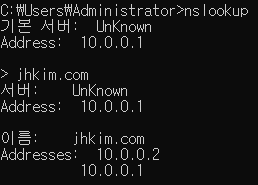 C:₩Users₩Administrator>nslookup
기본 서버:  UnKnown
Address:  10.0.0.1
> jhkim.com
서버:    UnKnown
Address:  10.0.0.1
이름:    jhkim.com
Addresses:  10.0.0.2
          10.0.0.1